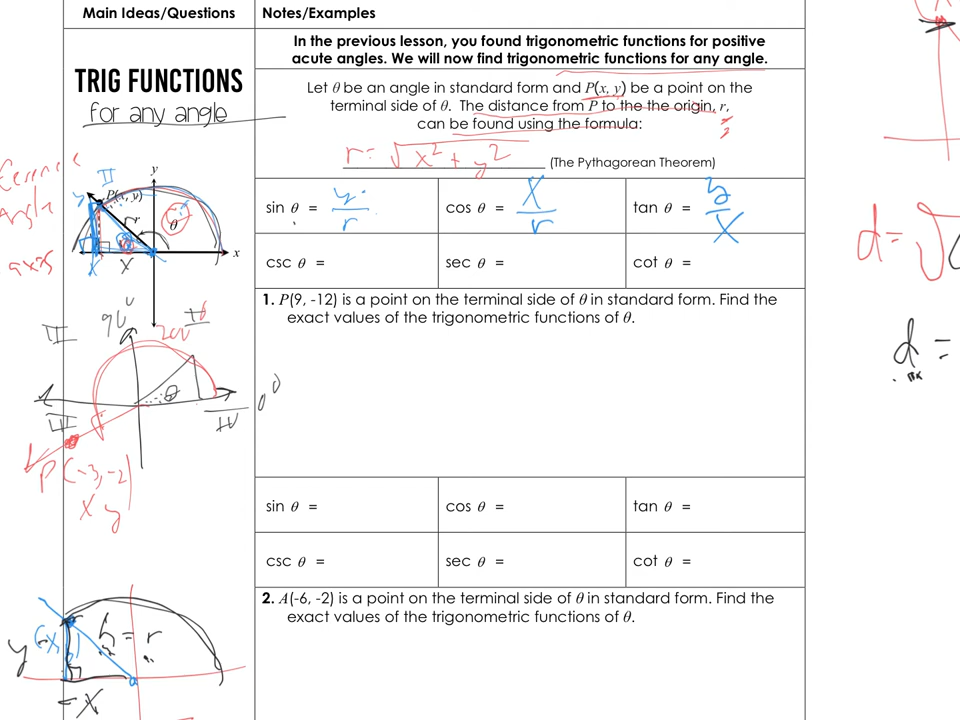 Main Ideas/Questions
Notes/Examples
TRIG FUNCTIONS
for any angle
In the previous lesson, you found trigonometric functions for positive
acute angles. We will now find trigonometric functions for any angle.
Let θ be an angle in standard form and P(x, y) be a point on the
terminal side of θ. The distance from P to the the origin, r,
can be found using the formula:
r = √x² + y² (The Pythagorean Theorem)
sin θ = y/r
cos θ = X/r
tan θ = y/X
csc θ =
sec θ =
cot θ =
Angle
II
y
P(x, y)
r
θ
x
X
y
1. P(9, -12) is a point on the terminal side of θ in standard form. Find the
exact values of the trigonometric functions of θ.
II
θ
III
IV
P(-3, -2)
X y
sin θ =
cos θ =
tan θ =
csc θ =
sec θ =
cot θ =
2. A(-6, -2) is a point on the terminal side of θ in standard form. Find the
exact values of the trigonometric functions of θ.
y
h = r
= X
d = √
d =